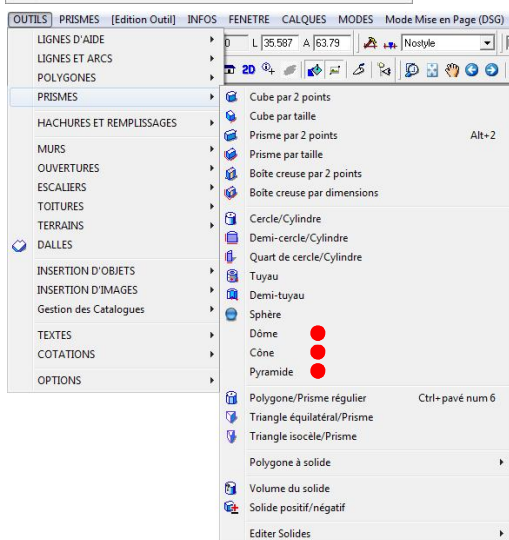 OUTILS PRISMES [Edition Outil] INFOS FENETRE CALQUES MODES Mode Mise en Page (DSG)
L 35.587 A 63.79 Nostyle
2D
LIGNES D'AIDE
LIGNES ET ARCS
POLYGONES
PRISMES
HACHURES ET REMPLISSAGES
MURS
OUVERTURES
ESCALIERS
TOITURES
TERRAINS
DALLES
INSERTION D'OBJETS
INSERTION D'IMAGES
Gestion des Catalogues
TEXTES
COTATIONS
OPTIONS
Cube par 2 points
Cube par taille
Prisme par 2 points Alt+2
Prisme par taille
Boîte creuse par 2 points
Boîte creuse par dimensions
Cercle/Cylindre
Demi-cercle/Cylindre
Quart de cercle/Cylindre
Tuyau
Demi-tuyau
Sphère
Dôme
Cône
Pyramide
Polygone/Prisme régulier Ctrl+pavé num 6
Triangle équilatéral/Prisme
Triangle isocèle/Prisme
Polygone à solide
Volume du solide
Solide positif/négatif
Editer Solides